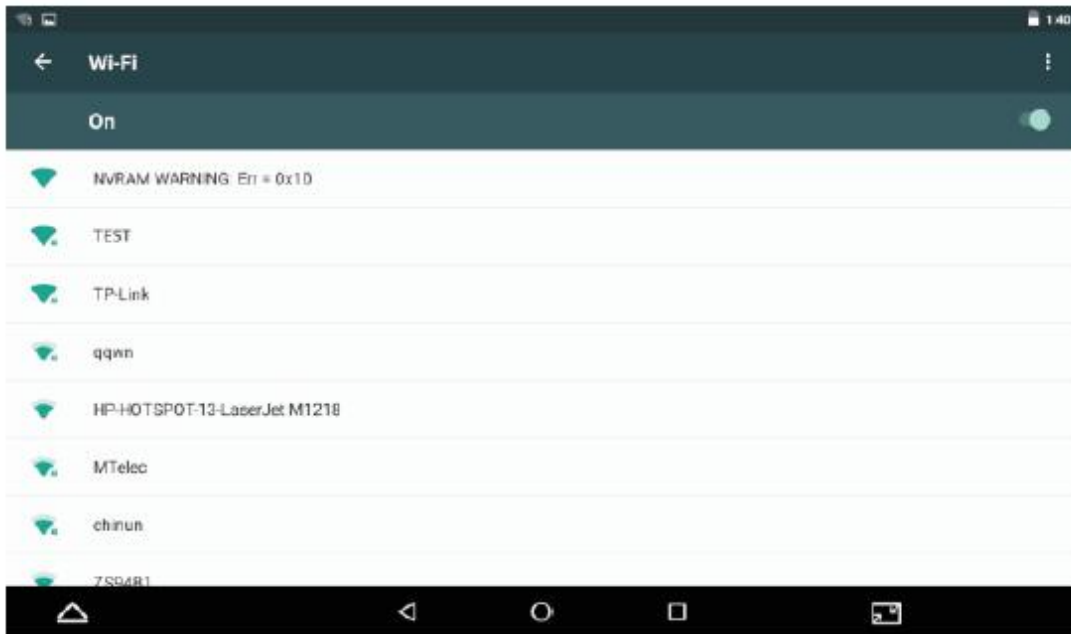 1:40
Wi-Fi
On
NVRAM WARNING: Err = 0x10
TEST
TP-Link
qqwn
HP-HOTSPOT-13-LaserJet M1218
MTelec
chinun